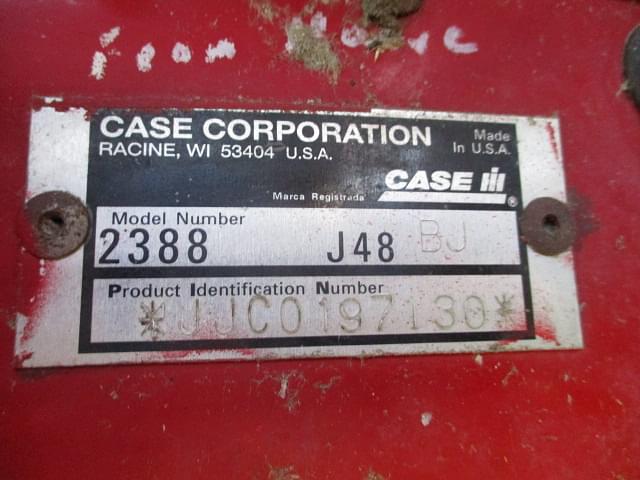 CASE CORPORATION
RACINE, WI 53404 U.S.A.
Made
In U.S.A.
CASE IH
®
Marca Registrada
Model Number
2388 J48 BJ
Product Identification Number
*JJC0197130*